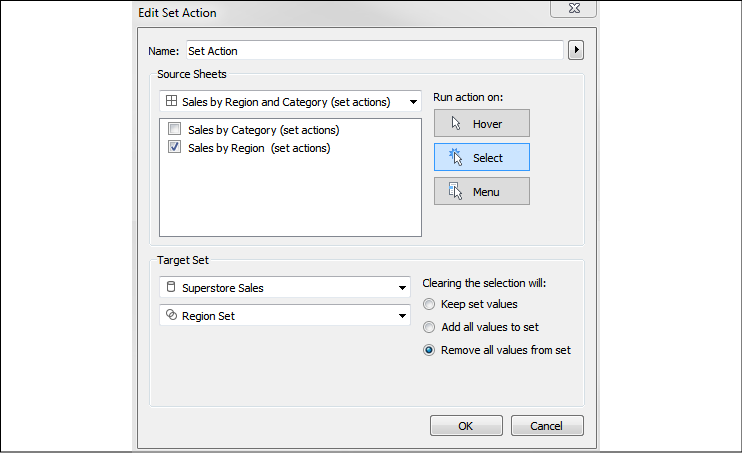 Edit Set Action
Name: Set Action
Source Sheets
Sales by Region and Category (set actions)
Sales by Category (set actions)
Sales by Region (set actions)
Run action on:
Hover
Select
Menu
Target Set
Superstore Sales
Region Set
Clearing the selection will:
Keep set values
Add all values to set
Remove all values from set
OK
Cancel